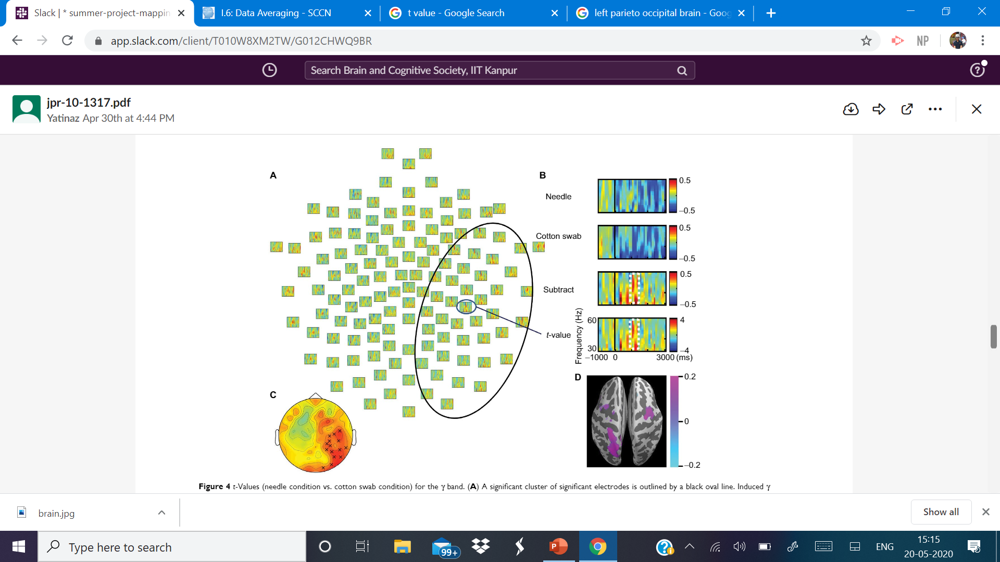 Slack | * summer-project-mappin
I.6: Data Averaging - SCCN
t value - Google Search
left parieto occipital brain - Goog
app.slack.com/client/T010W8XM2TW/G012CHWQ9BR
NP
Search Brain and Cognitive Society, IIT Kanpur
jpr-10-1317.pdf
Yatinaz Apr 30th at 4:44 PM
A
B
Needle
0.5
–0.5
Cotton swab
0.5
–0.5
Subtract
0.5
–0.5
t-value
Frequency (Hz)
60
30
4
–4
–1000 0 3000 (ms)
C
D
0.2
0
–0.2
Figure 4 t-Values (needle condition vs. cotton swab condition) for the γ band. (A) A significant cluster of significant electrodes is outlined by a black oval line. Induced γ
brain.jpg
Show all
Type here to search
99+
P
ENG
15:15
20-05-2020